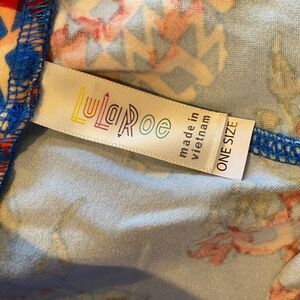 LuLaRoe
made in
vietnam
ONE SIZE